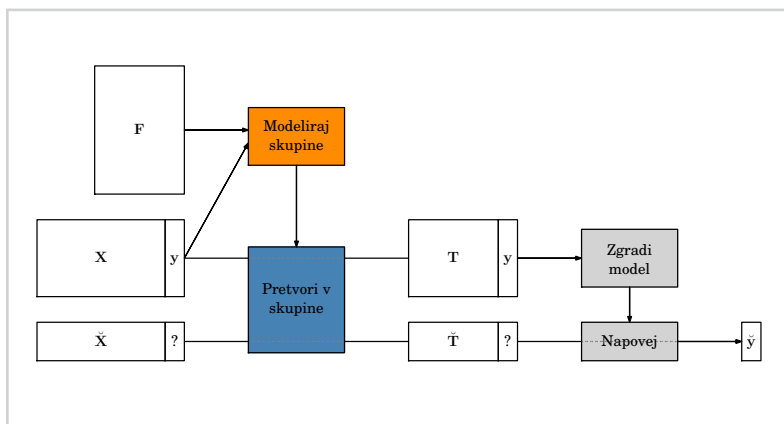 F
Modeliraj
skupine
X
y
Pretvori v
skupine
T
y
Zgradi
model
X̆
?
T̆
?
Napovej
y̆